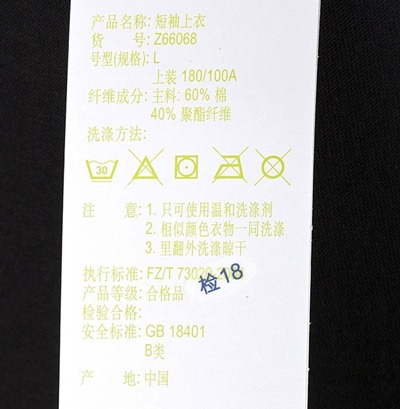 产品名称: 短袖上衣
货 号: Z66068
号型(规格): L
上装 180/100A
纤维成分: 主料: 60% 棉
40% 聚酯纤维
洗涤方法:
30
注 意: 1. 只可使用温和洗涤剂
2. 相似颜色衣物一同洗涤
3. 里翻外洗涤晾干
执行标准: FZ/T
检18
产品等级: 合格品
检验合格:
安全标准: GB 18401
B类
产 地: 中国